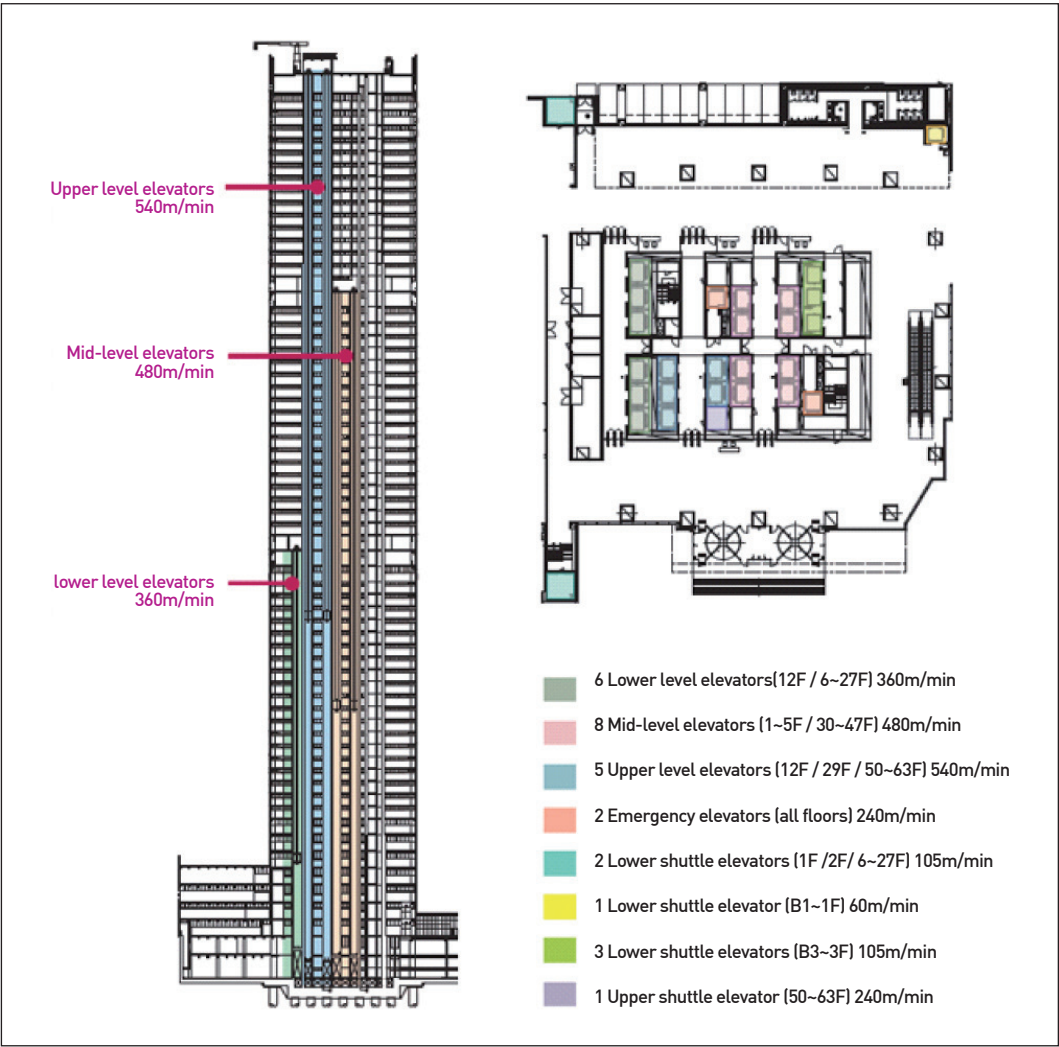 Upper level elevators
540m/min
Mid-level elevators
480m/min
lower level elevators
360m/min
6 Lower level elevators(12F / 6~27F) 360m/min
8 Mid-level elevators (1~5F / 30~47F) 480m/min
5 Upper level elevators (12F / 29F / 50~63F) 540m/min
2 Emergency elevators (all floors) 240m/min
2 Lower shuttle elevators (1F /2F/ 6~27F) 105m/min
1 Lower shuttle elevator (B1~1F) 60m/min
3 Lower shuttle elevators (B3~3F) 105m/min
1 Upper shuttle elevator (50~63F) 240m/min